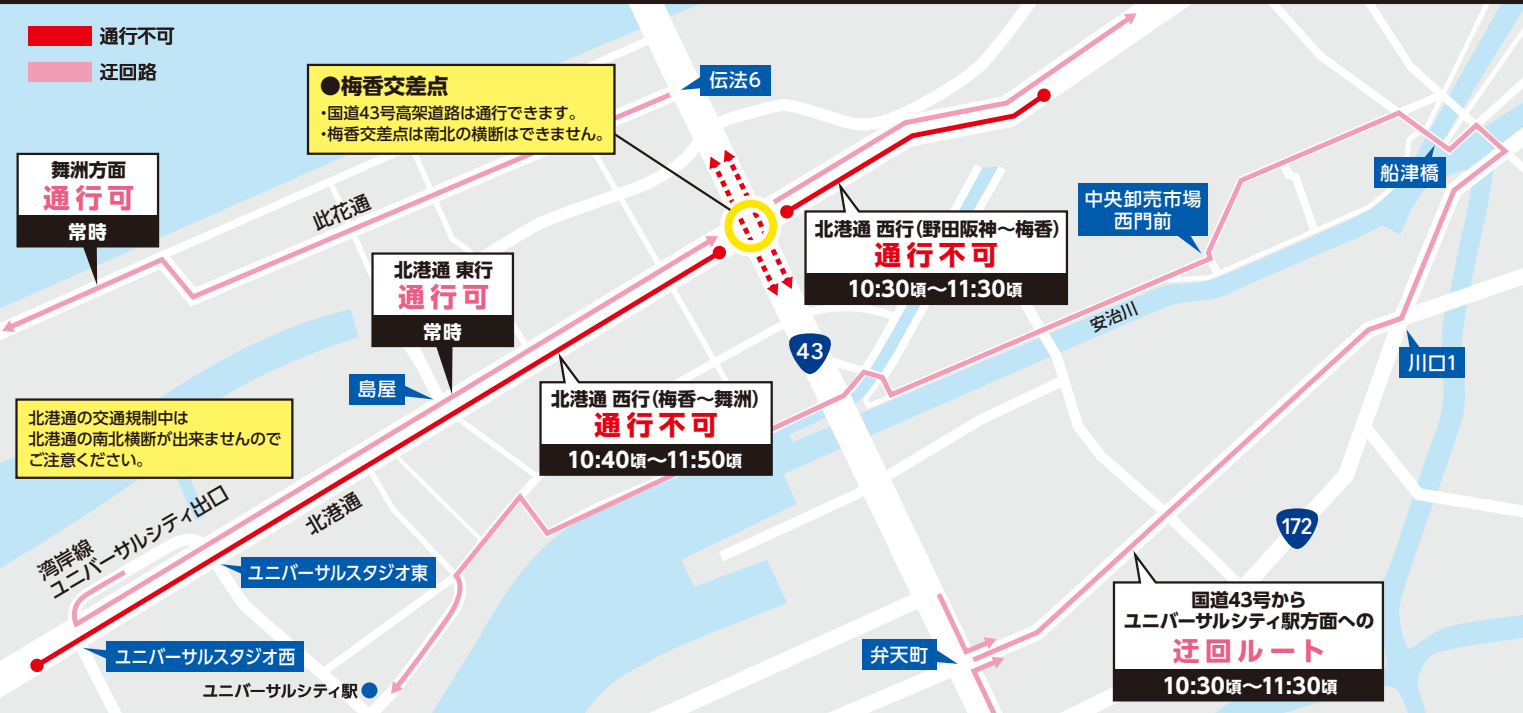 通行不可
迂回路
●梅香交差点
・国道43号高架道路は通行できます。
・梅香交差点は南北の横断はできません。
伝法6
舞洲方面
通行可
常時
此花通
北港通 東行
通行可
常時
北港通 西行(野田阪神〜梅香)
通行不可
10:30頃〜11:30頃
中央卸売市場
西門前
船津橋
安治川
43
川口1
島屋
北港通 西行(梅香〜舞洲)
通行不可
10:40頃〜11:50頃
北港通の交通規制中は
北港通の南北横断が出来ませんので
ご注意ください。
湾岸線
ユニバーサルシティ出口
北港通
172
ユニバーサルスタジオ東
国道43号から
ユニバーサルシティ駅方面への
迂回ルート
10:30頃〜11:30頃
弁天町
ユニバーサルスタジオ西
ユニバーサルシティ駅